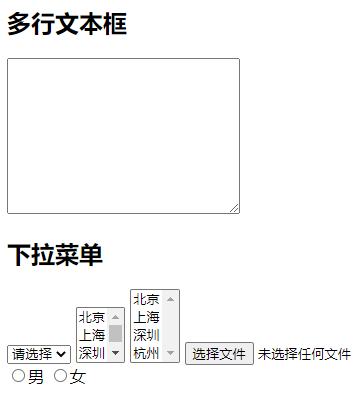 多行文本框
下拉菜单
请选择
北京
上海
深圳
北京
上海
深圳
杭州
选择文件 未选择任何文件
男 女